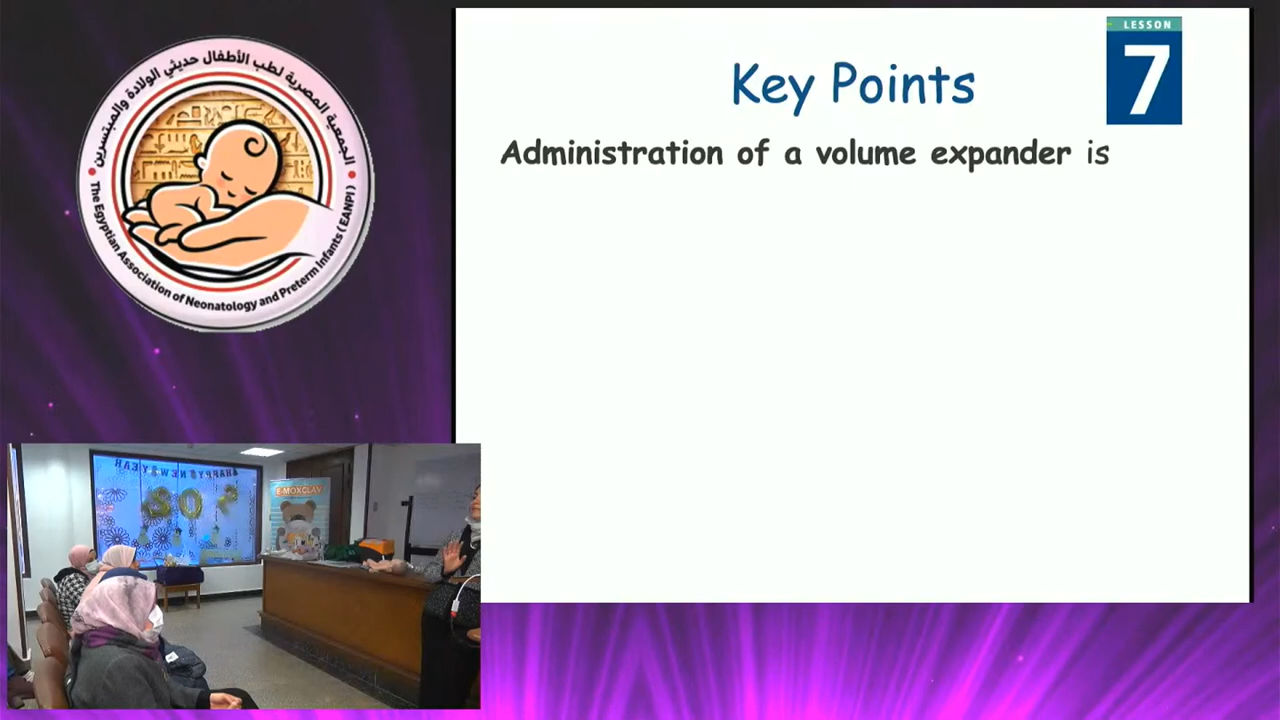 الجمعية المصرية لطب الأطفال حديثي الولادة والمبتسرين
The Egyptian Association of Neonatology and Preterm Infants (EANPI)
LESSON
7
Key Points
Administration of a volume expander is
HAPPY NEW YEAR
E-MOXCLAV